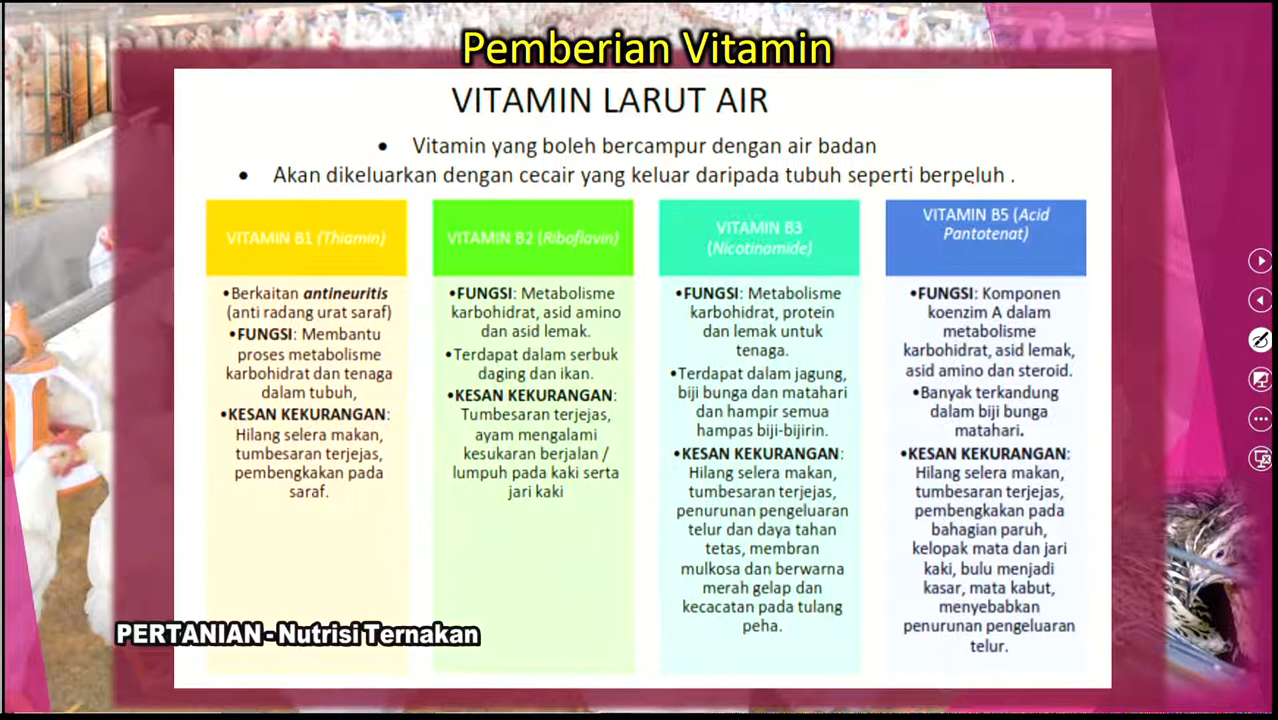 Pemberian Vitamin
VITAMIN LARUT AIR
• Vitamin yang boleh bercampur dengan air badan
• Akan dikeluarkan dengan cecair yang keluar daripada tubuh seperti berpeluh .
VITAMIN B1 (Thiamin)
•Berkaitan antineuritis
(anti radang urat saraf)
•FUNGSI: Membantu
proses metabolisme
karbohidrat dan tenaga
dalam tubuh,
•KESAN KEKURANGAN:
Hilang selera makan,
tumbesaran terjejas,
pembengkakan pada
saraf.
VITAMIN B2 (Riboflavin)
•FUNGSI: Metabolisme
karbohidrat, asid amino
dan asid lemak.
•Terdapat dalam serbuk
daging dan ikan.
•KESAN KEKURANGAN:
Tumbesaran terjejas,
ayam mengalami
kesukaran berjalan /
lumpuh pada kaki serta
jari kaki
VITAMIN B3
(Nicotinamide)
•FUNGSI: Metabolisme
karbohidrat, protein
dan lemak untuk
tenaga.
•Terdapat dalam jagung,
biji bunga dan matahari
dan hampir semua
hampas biji-bijirin.
•KESAN KEKURANGAN:
Hilang selera makan,
tumbesaran terjejas,
penurunan pengeluaran
telur dan daya tahan
tetas, membran
mulkosa dan berwarna
merah gelap dan
kecacatan pada tulang
peha.
VITAMIN B5 (Acid
Pantotenat)
•FUNGSI: Komponen
koenzim A dalam
metabolisme
karbohidrat, asid lemak,
asid amino dan steroid.
•Banyak terkandung
dalam biji bunga
matahari.
•KESAN KEKURANGAN:
Hilang selera makan,
tumbesaran terjejas,
pembengkakan pada
bahagian paruh,
kelopak mata dan jari
kaki, bulu menjadi
kasar, mata kabut,
menyebabkan
penurunan pengeluaran
telur.
PERTANIAN - Nutrisi Ternakan